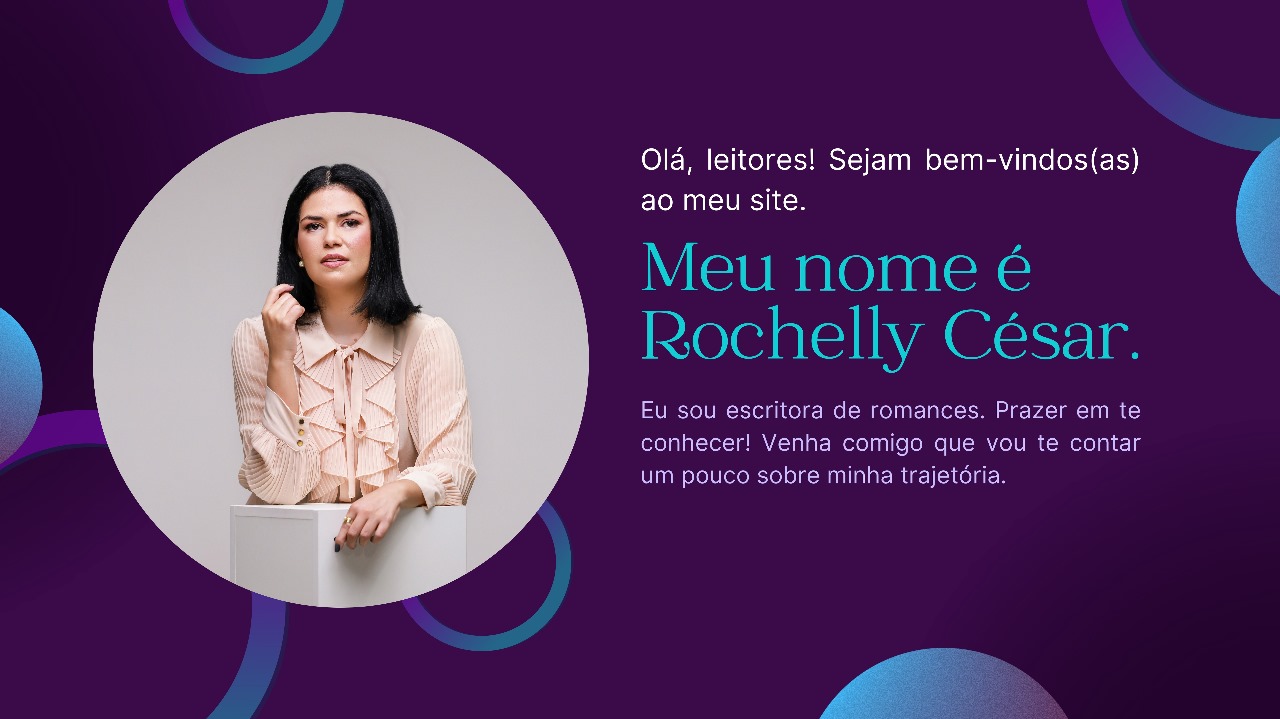 Olá, leitores! Sejam bem-vindos(as)
ao meu site.
Meu nome é
Rochelly César.
Eu sou escritora de romances. Prazer em te
conhecer! Venha comigo que vou te contar
um pouco sobre minha trajetória.